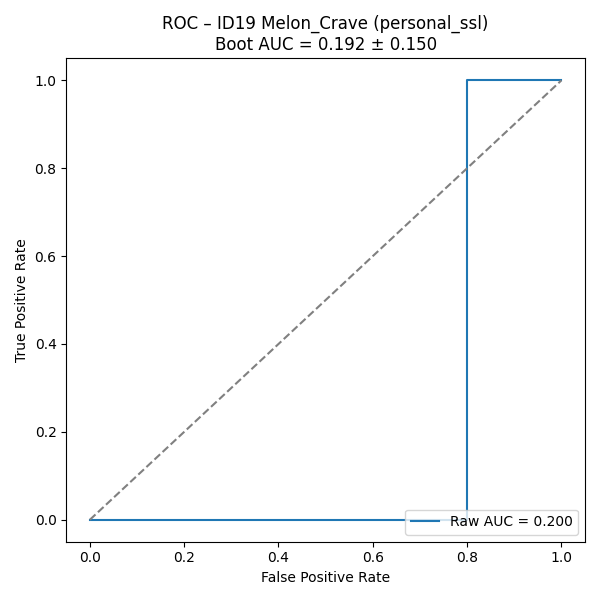 ROC – ID19 Melon_Crave (personal_ssl)
Boot AUC = 0.192 ± 0.150
True Positive Rate
1.0
0.8
0.6
0.4
0.2
0.0
Raw AUC = 0.200
0.0 0.2 0.4 0.6 0.8 1.0
False Positive Rate